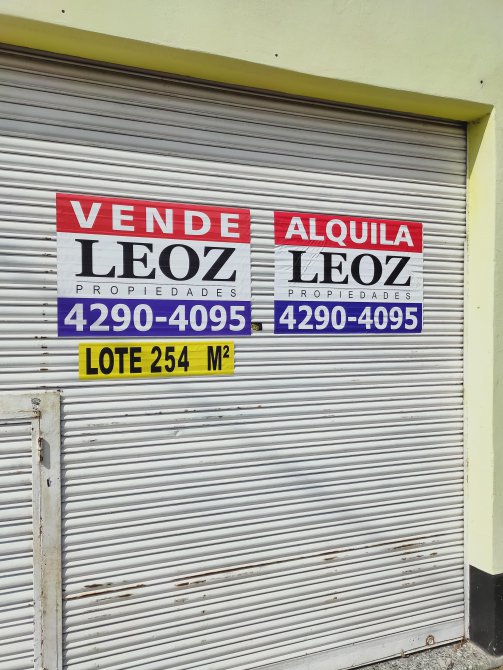 VENDE
LEOZ
PROPIEDADES
4290-4095
LOTE 254 M²
ALQUILA
LEOZ
PROPIEDADES
4290-4095